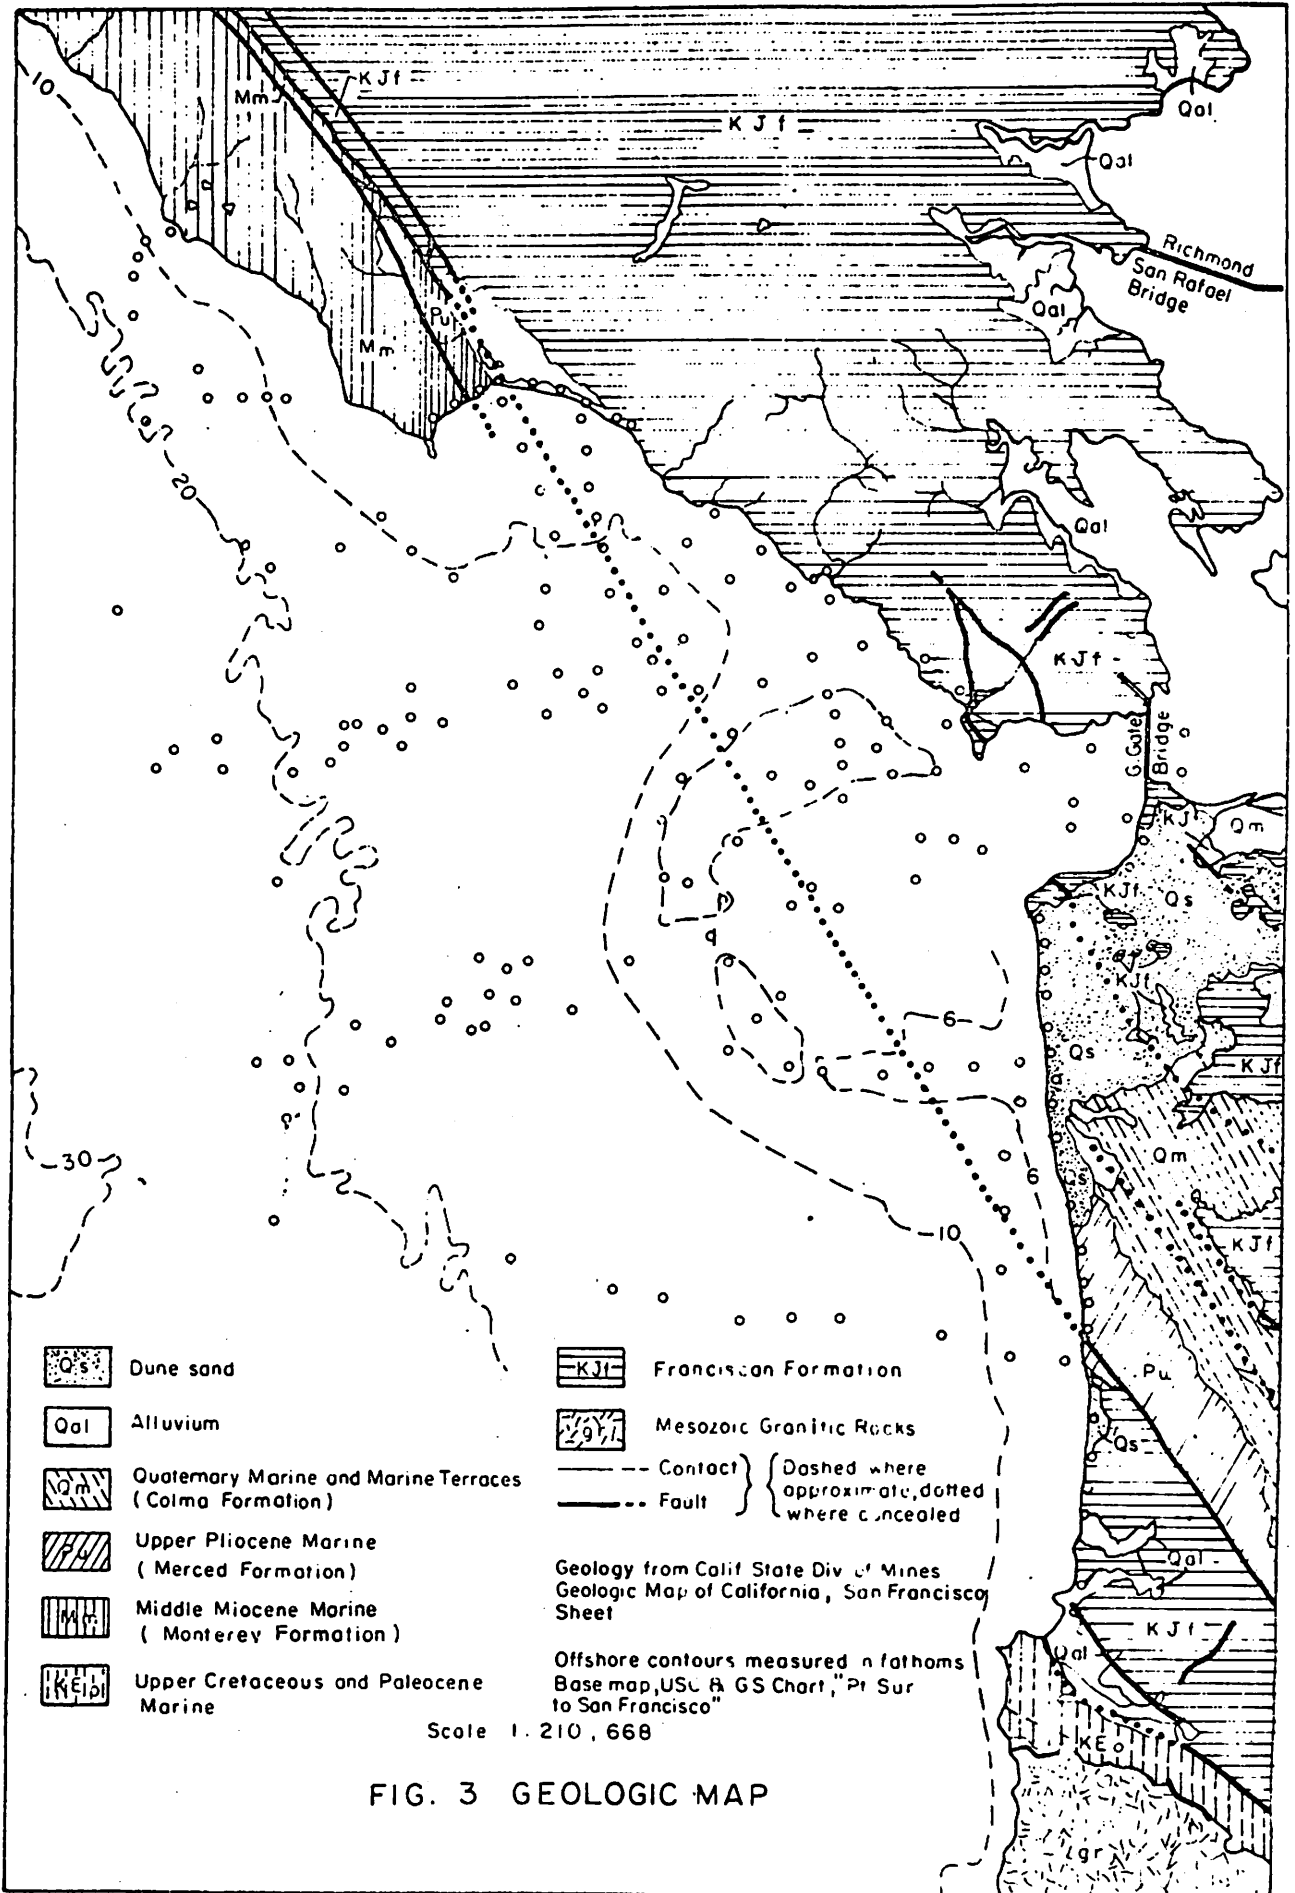 10
Mm
KJf
KJf
Qal
Qal
Richmond
San Rafael
Bridge
Qal
Pu
Mm
20
Qal
KJf
G. Gate
Bridge
KJ
Qm
KJf
Qs
KJf
6
Qs
KJf
30
Qm
6
Qs
10
KJf
Pu
Qs
Qal
KJf
Qal
gr
Qs Dune sand
Qal Alluvium
Qm Quaternary Marine and Marine Terraces
(Colma Formation)
Pu Upper Pliocene Marine
(Merced Formation)
Mm Middle Miocene Marine
( Monterey Formation )
Upper Cretaceous and Paleocene
Marine
KJf Franciscan Formation
gr Mesozoic Granitic Rocks
Contact
Fault
Dashed where
approximate, dotted
where concealed
Geology from Calif State Div of Mines
Geologic Map of California, San Francisco
Sheet
Offshore contours measured in fathoms
Base map, USC & GS Chart, "Pt Sur
to San Francisco"
Scale 1:210,668
FIG. 3 GEOLOGIC MAP